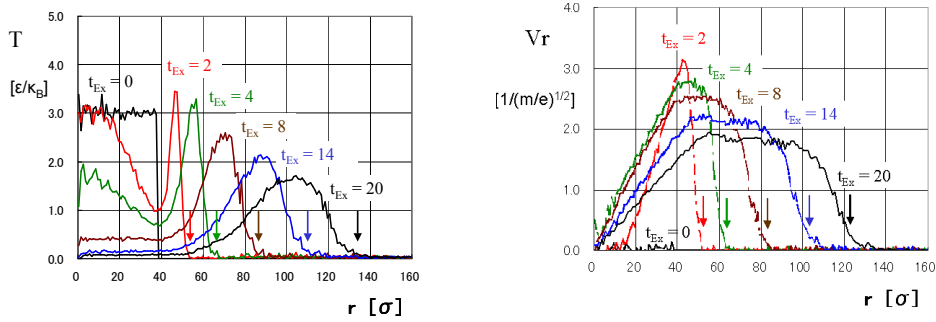 T
[ε/κB]
5.0
4.0
3.0
2.0
1.0
0.0
tEx = 0
tEx = 2
tEx = 4
tEx = 8
tEx = 14
tEx = 20
0 20 40 60 80 100 120 140 160
r [σ]
Vr
[1/(m/e)1/2]
4.0
3.0
2.0
1.0
0.0
tEx = 2
tEx = 4
tEx = 8
tEx = 14
tEx = 20
tEx = 0
0 20 40 60 80 100 120 140 160
r [σ]